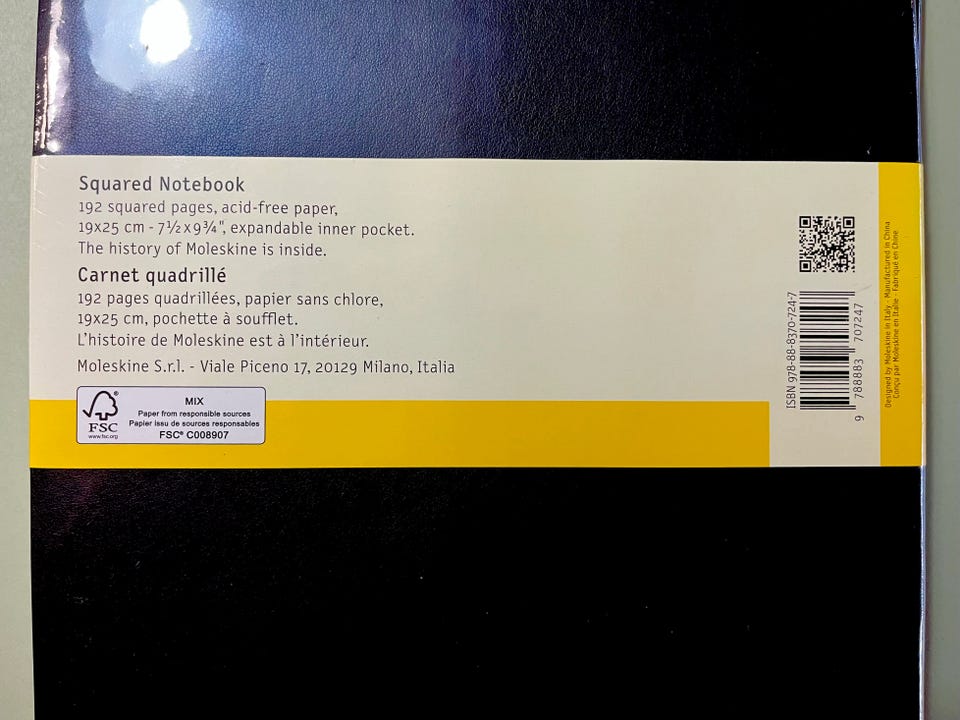 Squared Notebook
192 squared pages, acid-free paper,
19x25 cm - 7½x9¾", expandable inner pocket.
The history of Moleskine is inside.
Carnet quadrillé
192 pages quadrillées, papier sans chlore,
19x25 cm, pochette à soufflet.
L'histoire de Moleskine est à l'intérieur.
Moleskine S.r.l. - Viale Piceno 17, 20129 Milano, Italia
FSC®
www.fsc.org
MIX
Paper from responsible sources
Papier issu de sources responsables
FSC® C008907
ISBN 978-88-8370-724-7
9 788883 707247
Designed by Moleskine in Italy - Manufactured in China
Conçu par Moleskine en Italie - Fabriqué en Chine